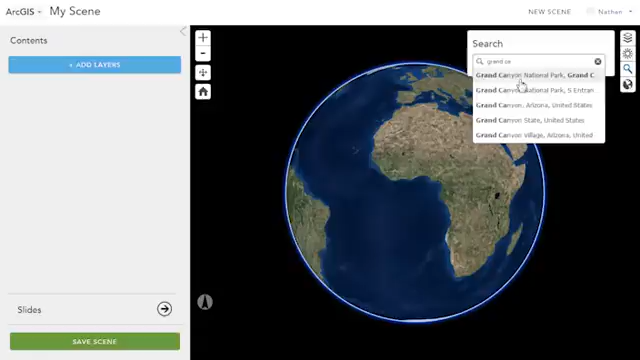 ArcGIS My Scene NEW SCENE Nathan
Contents
+ ADD LAYERS
Search
grand ca
Grand Canyon National Park, Grand C
Grand Canyon National Park, S Entran
Grand Canyon, Arizona, United States
Grand Canyon State, United States
Grand Canyon Village, Arizona, United
Slides
SAVE SCENE